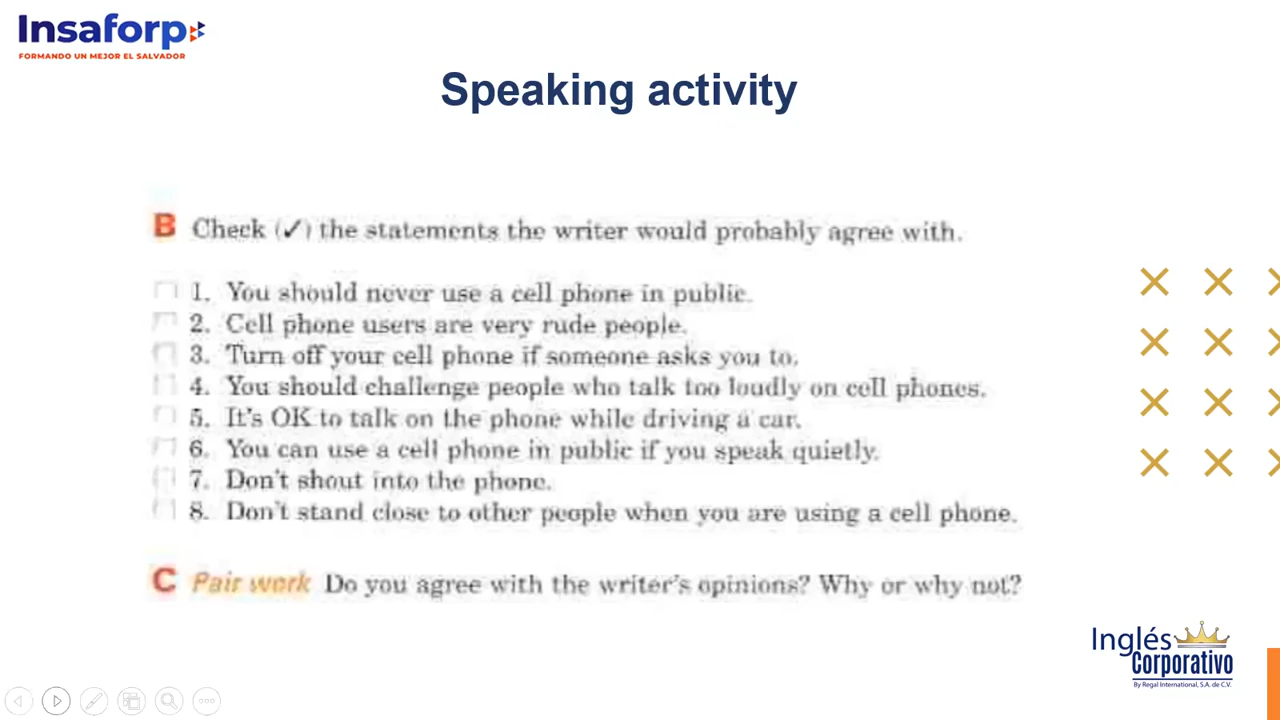 Insaforp
FORMANDO UN MEJOR EL SALVADOR
Speaking activity
B Check (✓) the statements the writer would probably agree with.
1. You should never use a cell phone in public.
2. Cell phone users are very rude people.
3. Turn off your cell phone if someone asks you to.
4. You should challenge people who talk too loudly on cell phones.
5. It's OK to talk on the phone while driving a car.
6. You can use a cell phone in public if you speak quietly.
7. Don't shout into the phone.
8. Don't stand close to other people when you are using a cell phone.
C Pair work Do you agree with the writer's opinions? Why or why not?
Inglés
Corporativo
By Regal International, S.A. de C.V.